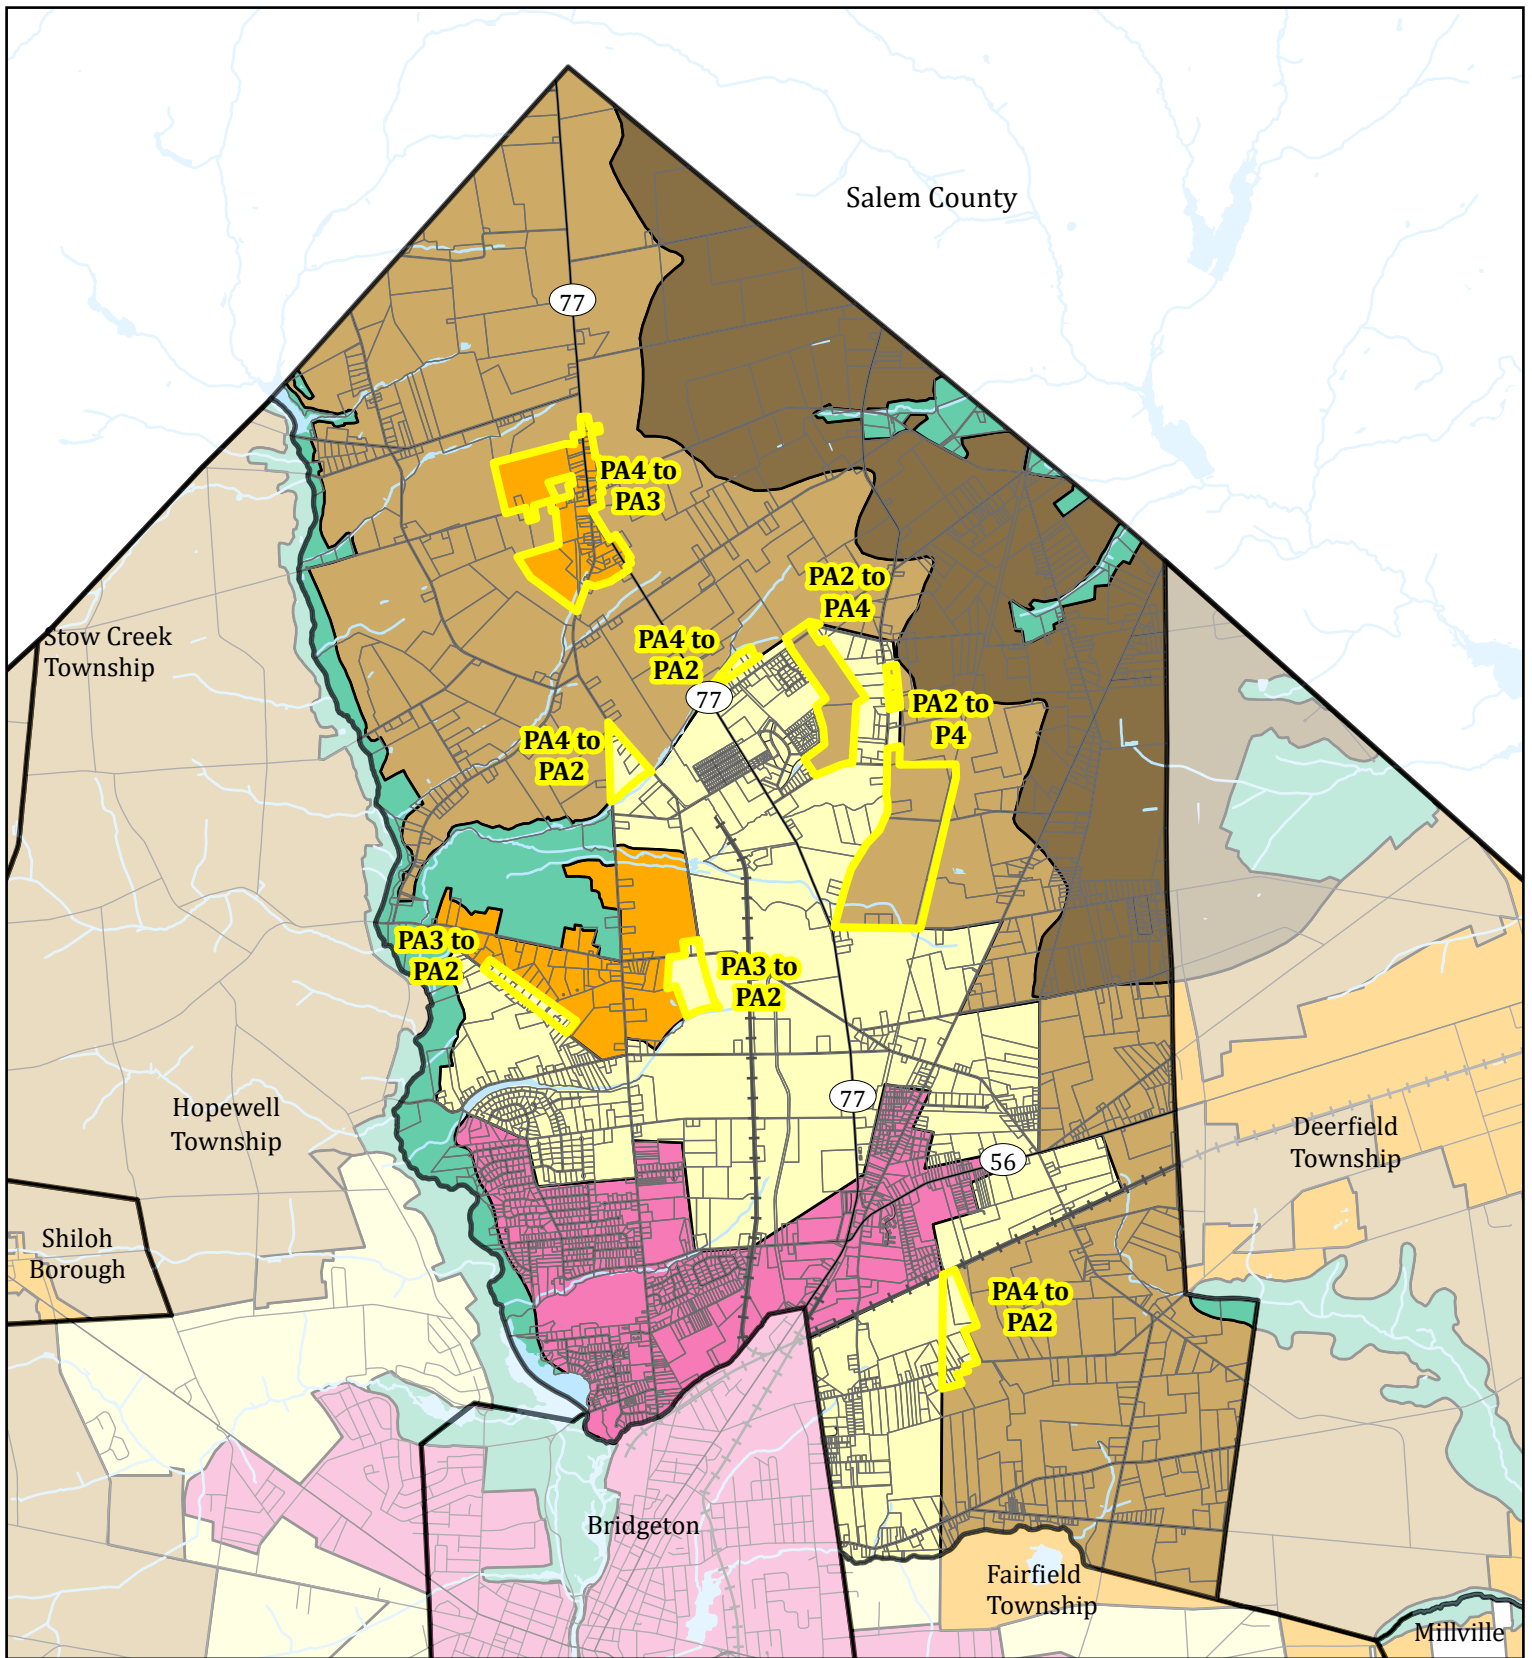 Salem County
77
PA4 to
PA3
PA2 to
PA4
Stow Creek
Township
PA4 to
PA2
77
PA2 to
P4
PA4 to
PA2
PA3 to
PA2
PA3 to
PA2
77
Hopewell
Township
Deerfield
Township
56
Shiloh
Borough
PA4 to
PA2
Bridgeton
Fairfield
Township
Millville